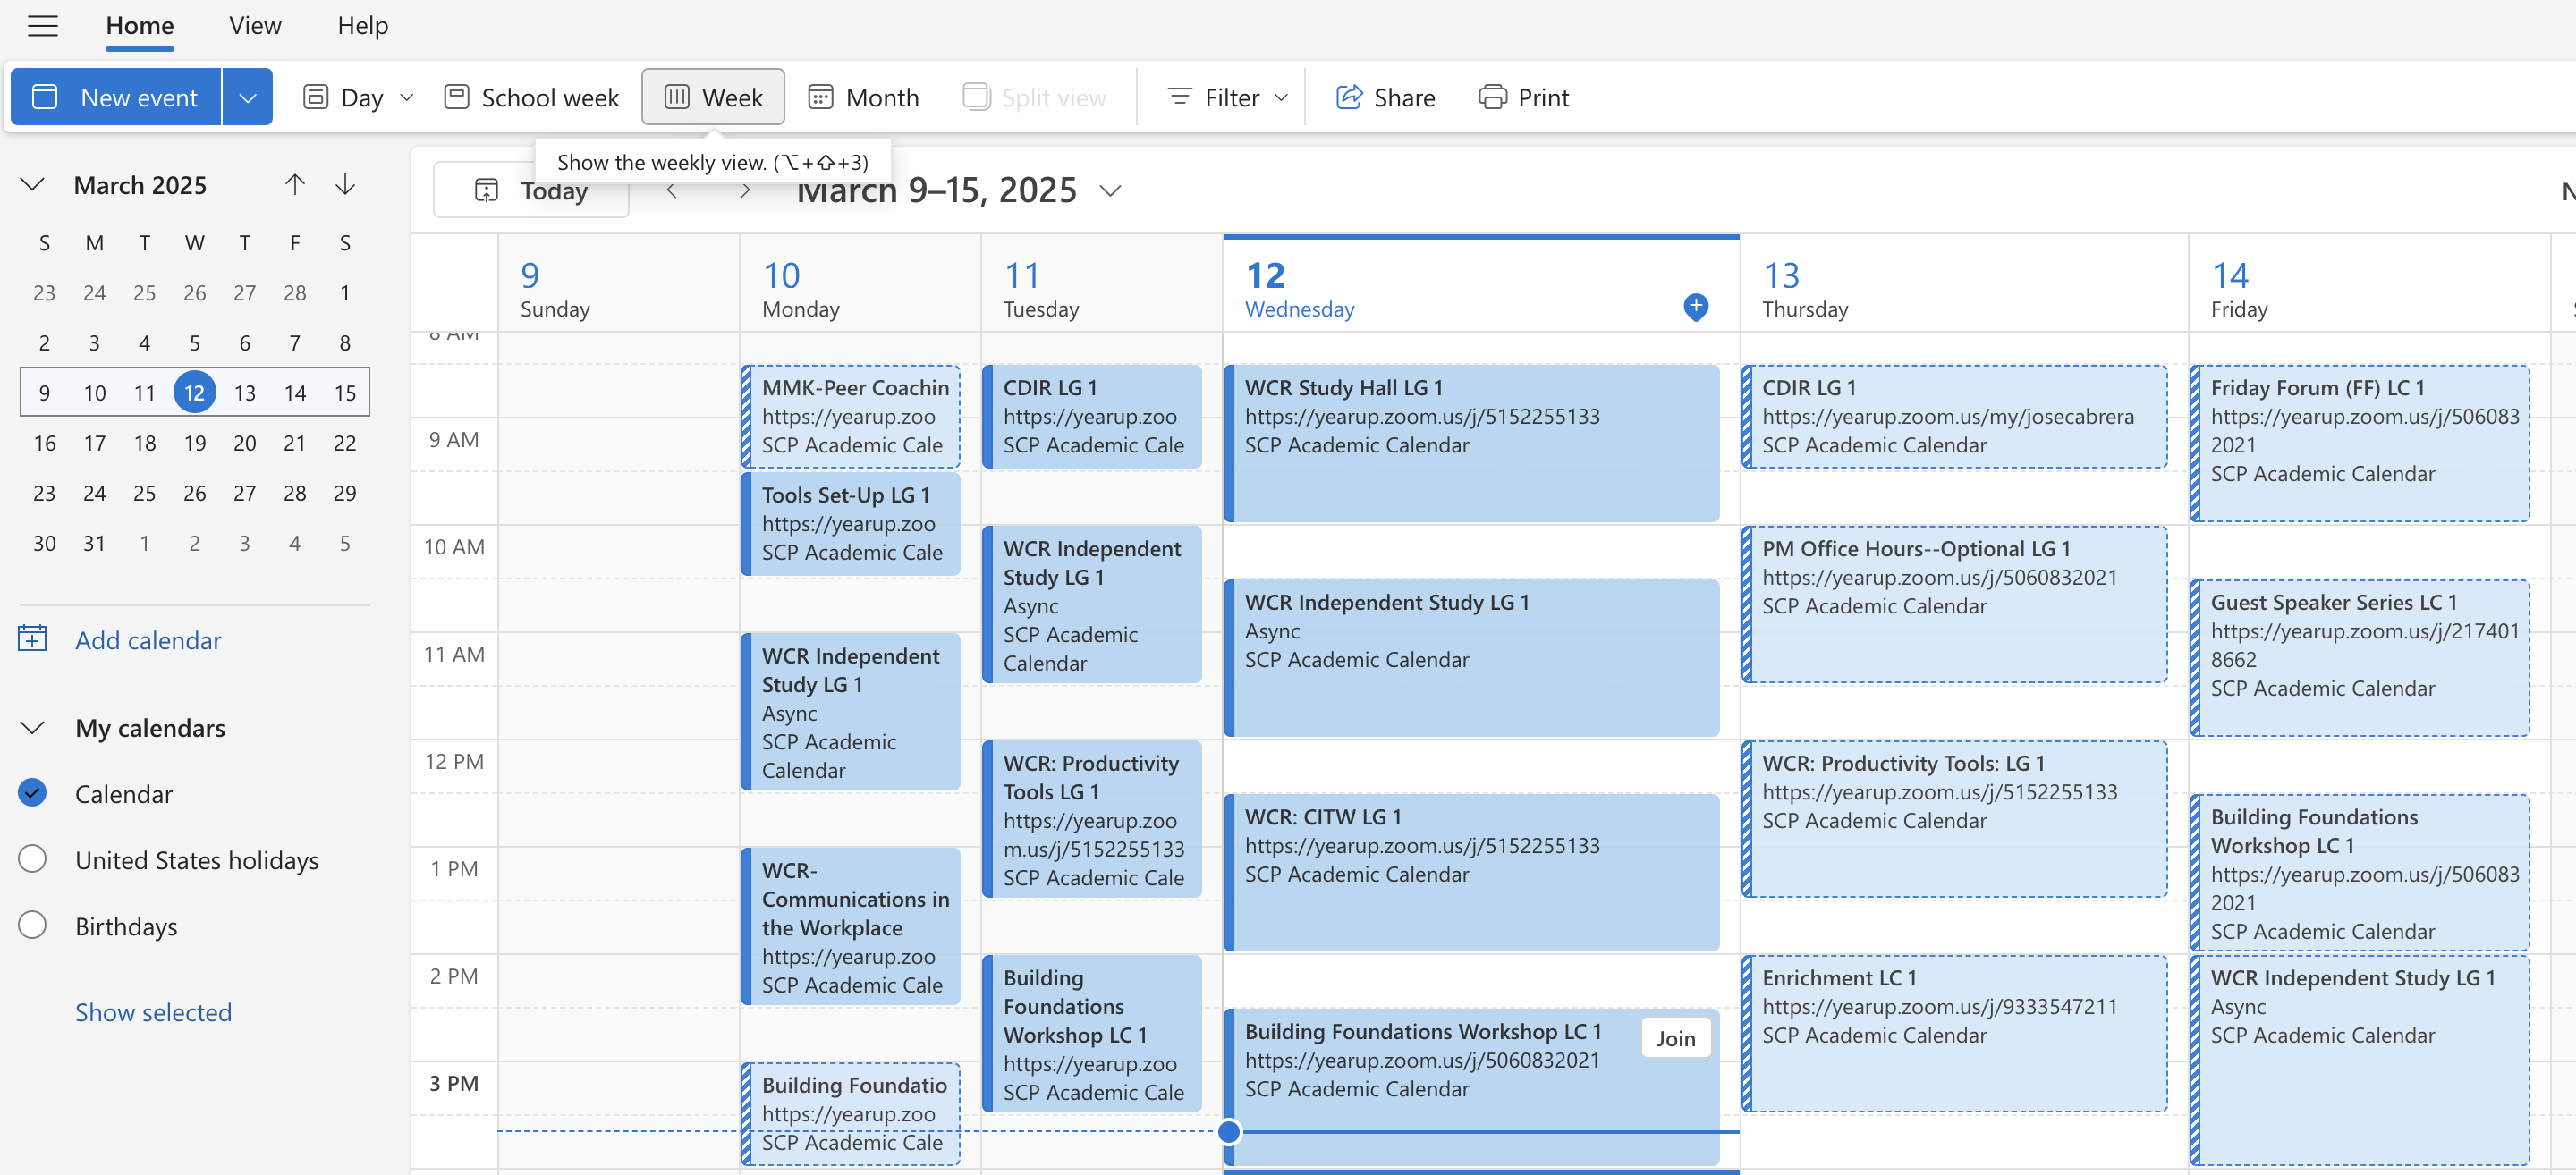 Home View Help
New event Day School week Week Month Split view Filter Share Print
Show the weekly view. (⌥+⇧+3)
Today March 9–15, 2025
March 2025
S M T W T F S
23 24 25 26 27 28 1
2 3 4 5 6 7 8
9 10 11 12 13 14 15
16 17 18 19 20 21 22
23 24 25 26 27 28 29
30 31 1 2 3 4 5
Add calendar
My calendars
Calendar
United States holidays
Birthdays
Show selected
9
Sunday
10
Monday
11
Tuesday
12
Wednesday
13
Thursday
14
Friday
8 AM
9 AM
10 AM
11 AM
12 PM
1 PM
2 PM
3 PM
MMK-Peer Coachin
https://yearup.zoo
SCP Academic Cale
Tools Set-Up LG 1
https://yearup.zoo
SCP Academic Cale
WCR Independent
Study LG 1
Async
SCP Academic
Calendar
WCR-
Communications in
the Workplace
https://yearup.zoo
SCP Academic Cale
Building Foundatio
https://yearup.zoo
SCP Academic Cale
CDIR LG 1
https://yearup.zoo
SCP Academic Cale
WCR Independent
Study LG 1
Async
SCP Academic
Calendar
WCR: Productivity
Tools LG 1
https://yearup.zoo
m.us/j/5152255133
SCP Academic Cale
Building
Foundations
Workshop LC 1
https://yearup.zoo
SCP Academic Cale
WCR Study Hall LG 1
https://yearup.zoom.us/j/5152255133
SCP Academic Calendar
WCR Independent Study LG 1
Async
SCP Academic Calendar
WCR: CITW LG 1
https://yearup.zoom.us/j/5152255133
SCP Academic Calendar
Building Foundations Workshop LC 1
Join
https://yearup.zoom.us/j/5060832021
SCP Academic Calendar
CDIR LG 1
https://yearup.zoom.us/my/josecabrera
SCP Academic Calendar
PM Office Hours--Optional LG 1
https://yearup.zoom.us/j/5060832021
SCP Academic Calendar
WCR: Productivity Tools: LG 1
https://yearup.zoom.us/j/5152255133
SCP Academic Calendar
Enrichment LC 1
https://yearup.zoom.us/j/9333547211
SCP Academic Calendar
Friday Forum (FF) LC 1
https://yearup.zoom.us/j/506083
2021
SCP Academic Calendar
Guest Speaker Series LC 1
https://yearup.zoom.us/j/217401
8662
SCP Academic Calendar
Building Foundations
Workshop LC 1
https://yearup.zoom.us/j/506083
2021
SCP Academic Calendar
WCR Independent Study LG 1
Async
SCP Academic Calendar